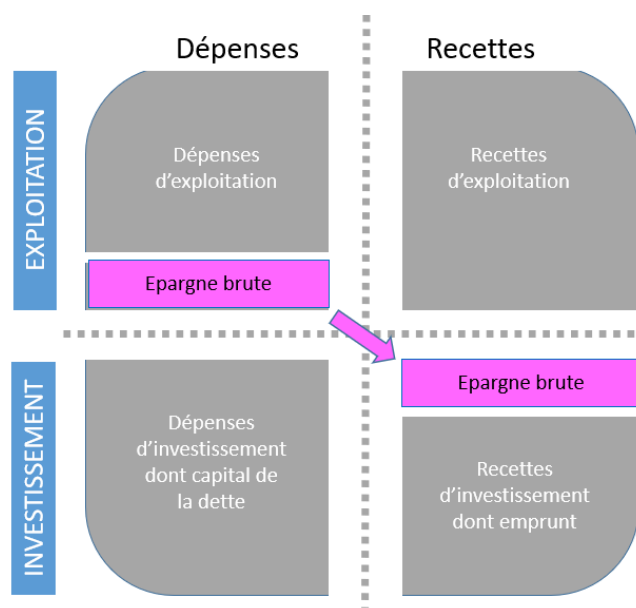 Dépenses
Recettes
EXPLOITATION
Dépenses
d'exploitation
Recettes
d'exploitation
Epargne brute
INVESTISSEMENT
Epargne brute
Dépenses
d'investissement
dont capital de
la dette
Recettes
d'investissement
dont emprunt